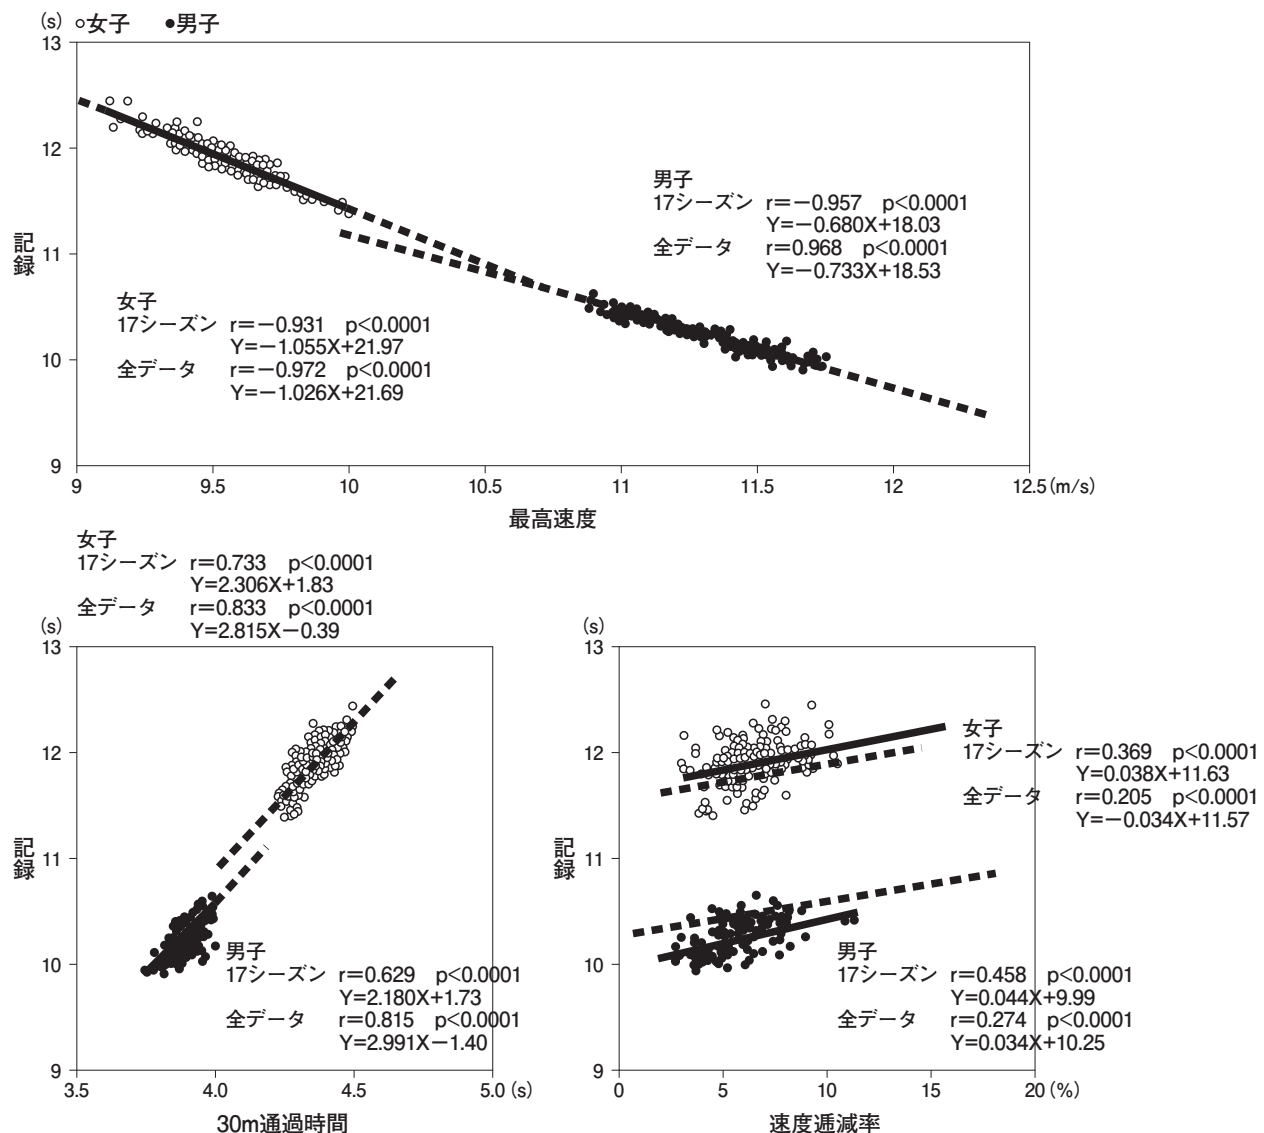 (s) ○女子 ●男子
13
12
11
10
9
記録
男子
17シーズン r=−0.957 p<0.0001
Y=−0.680X+18.03
全データ r=0.968 p<0.0001
Y=−0.733X+18.53
女子
17シーズン r=−0.931 p<0.0001
Y=−1.055X+21.97
全データ r=−0.972 p<0.0001
Y=−1.026X+21.69
9 9.5 10 10.5 11 11.5 12 12.5 (m/s)
最高速度
女子
17シーズン r=0.733 p<0.0001
Y=2.306X+1.83
全データ r=0.833 p<0.0001
Y=2.815X−0.39
(s)
13
12
11
10
9
記録
男子
17シーズン r=0.629 p<0.0001
Y=2.180X+1.73
全データ r=0.815 p<0.0001
Y=2.991X−1.40
3.5 4.0 4.5 5.0 (s)
30m通過時間
(s)
13
12
11
10
9
記録
女子
17シーズン r=0.369 p<0.0001
Y=0.038X+11.63
全データ r=0.205 p<0.0001
Y=−0.034X+11.57
男子
17シーズン r=0.458 p<0.0001
Y=0.044X+9.99
全データ r=0.274 p<0.0001
Y=0.034X+10.25
0 5 10 15 20 (%)
速度逓減率